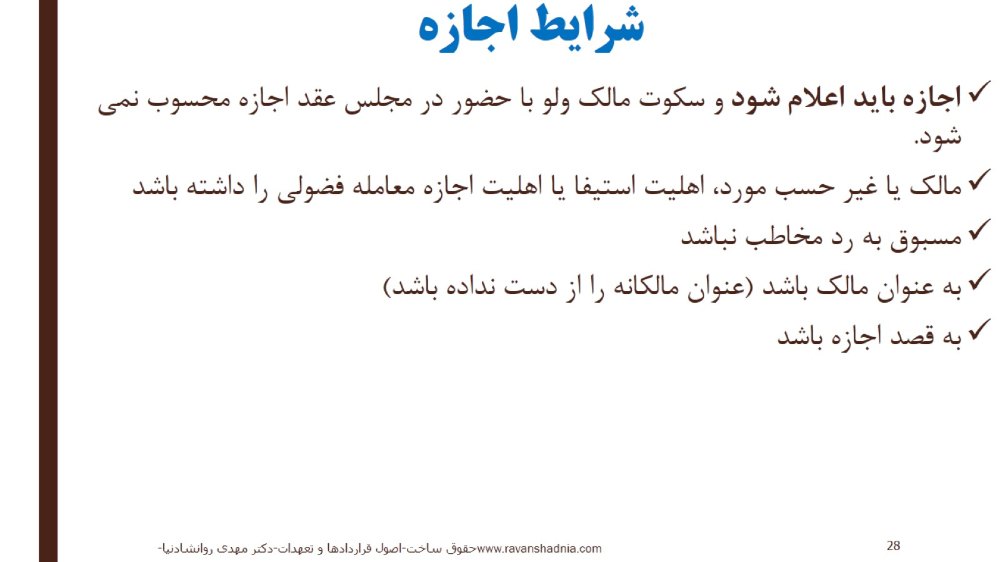 شرایط اجازه
✓ اجازه باید اعلام شود و سکوت مالک ولو با حضور در مجلس عقد اجازه محسوب نمی
شود.
✓ مالک یا غیر حسب مورد، اهلیت استیفا یا اهلیت اجازه معامله فضولی را داشته باشد
✓ مسبوق به رد مخاطب نباشد
✓ به عنوان مالک باشد (عنوان مالکانه را از دست نداده باشد)
✓ به قصد اجازه باشد
28
www.ravanshadnia.comحقوق ساخت-اصول قراردادها و تعهدات-دکتر مهدی روانشادنیا-